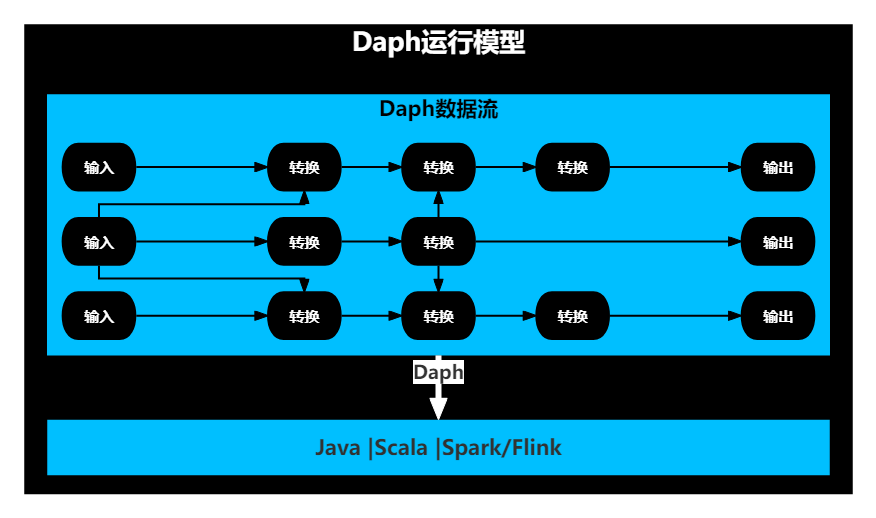 Daph运行模型
Daph数据流
输入 转换 转换 转换 输出
输入 转换 转换 输出
输入 转换 转换 转换 输出
Daph
Java |Scala |Spark/Flink